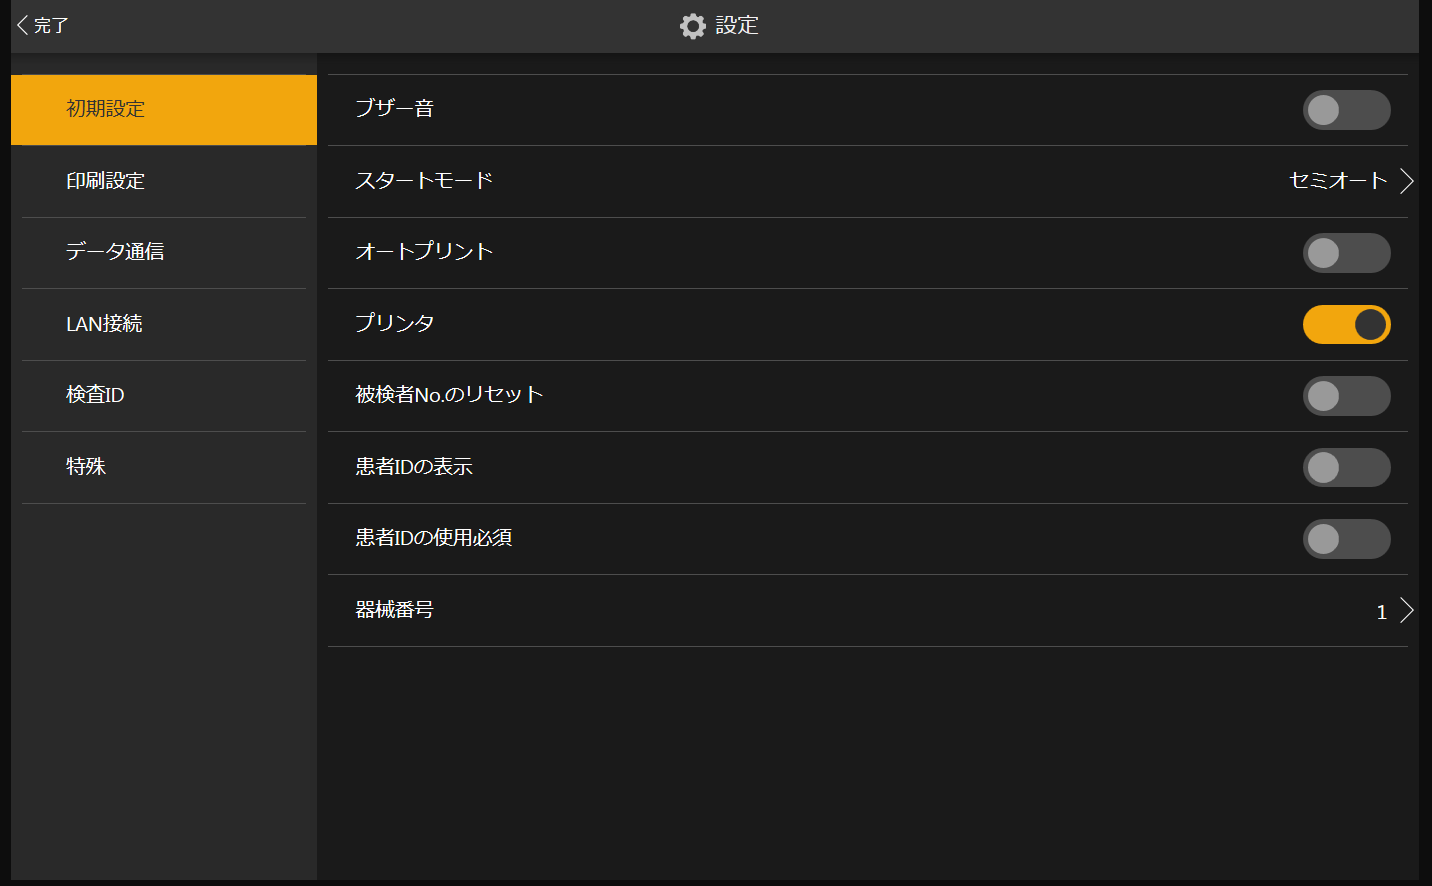 完了
設定
初期設定
印刷設定
データ通信
LAN接続
検査ID
特殊
ブザー音
スタートモード
セミオート
オートプリント
プリンタ
被検者No.のリセット
患者IDの表示
患者IDの使用必須
器械番号
1